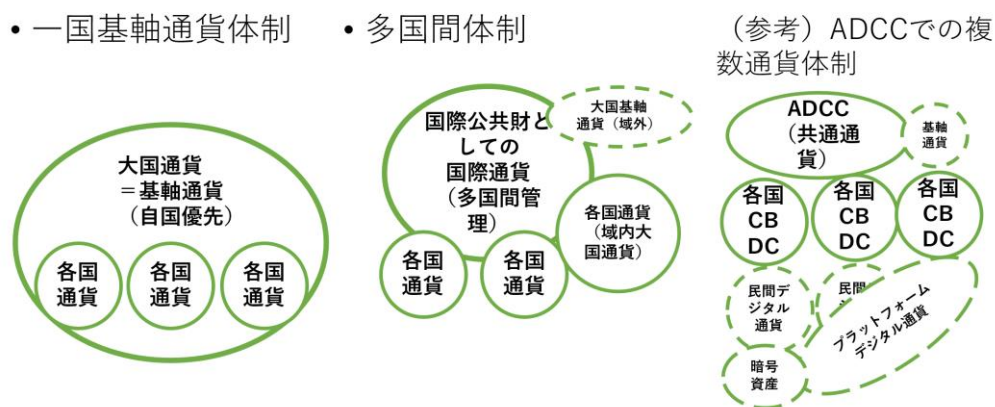 • 一国基軸通貨体制
大国通貨
＝基軸通貨
（自国優先）
各国
通貨
各国
通貨
各国
通貨
• 多国間体制
国際公共財と
しての
国際通貨
（多国間管
理）
大国基軸
通貨（域外）
各国通貨
（域内大
国通貨）
各国
通貨
各国
通貨
（参考）ADCCでの複
数通貨体制
ADCC
（共通通
貨）
基軸
通貨
各国
CB
DC
各国
CB
DC
各国
CB
DC
民間デ
ジタル
通貨
民間
プラットフォーム
デジタル通貨
暗号
資産